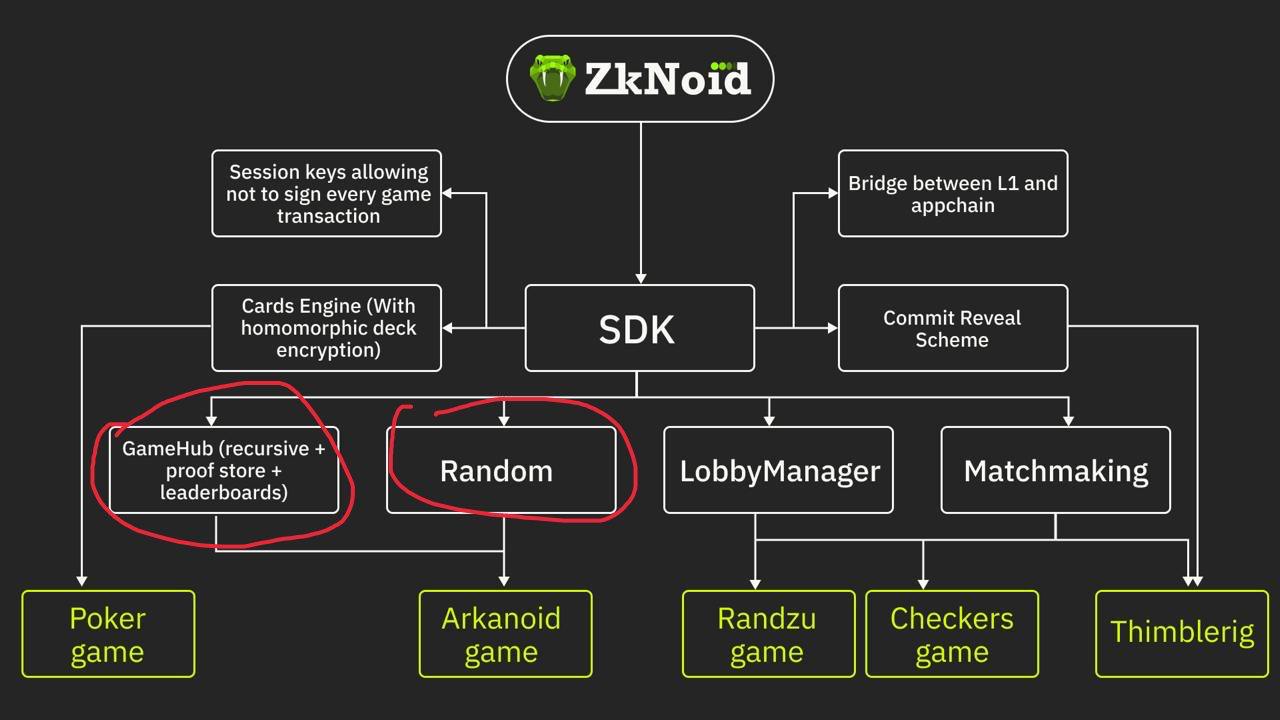 ZkNoid
Session keys allowing
not to sign every game
transaction
Bridge between L1 and
appchain
Cards Engine (With
homomorphic deck
encryption)
SDK
Commit Reveal
Scheme
GameHub (recursive +
proof store +
leaderboards)
Random
LobbyManager
Matchmaking
Poker
game
Arkanoid
game
Randzu
game
Checkers
game
Thimblerig